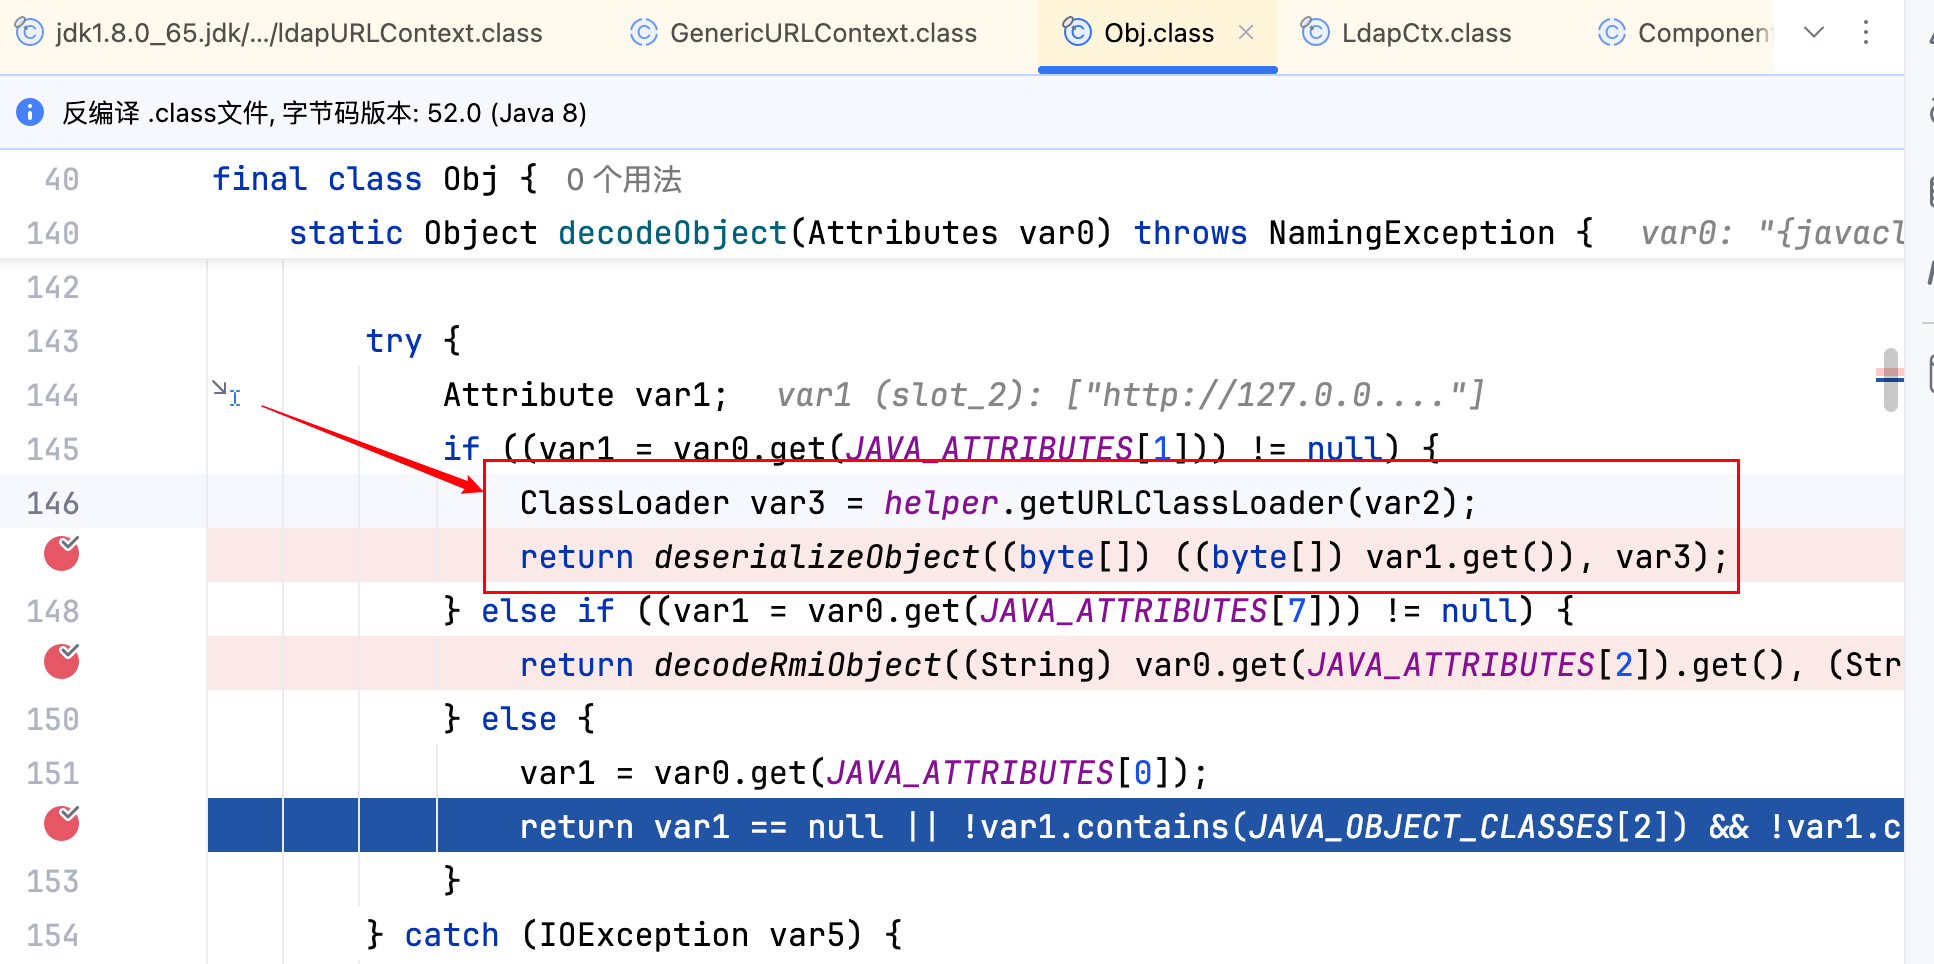 jdk1.8.0_65.jdk/.../ldapURLContext.class GenericURLContext.class Obj.class LdapCtx.class Componen
反编译 .class文件, 字节码版本: 52.0 (Java 8)
40 final class Obj { 0 个用法
140 static Object decodeObject(Attributes var0) throws NamingException { var0: "{javacl
142
143 try {
144 Attribute var1; var1 (slot_2): ["http://127.0.0...."]
145 if ((var1 = var0.get(JAVA_ATTRIBUTES[1])) != null) {
146 ClassLoader var3 = helper.getURLClassLoader(var2);
return deserializeObject((byte[]) ((byte[]) var1.get()), var3);
148 } else if ((var1 = var0.get(JAVA_ATTRIBUTES[7])) != null) {
return decodeRmiObject((String) var0.get(JAVA_ATTRIBUTES[2]).get(), (Str
150 } else {
151 var1 = var0.get(JAVA_ATTRIBUTES[0]);
return var1 == null || !var1.contains(JAVA_OBJECT_CLASSES[2]) && !var1.c
153 }
154 } catch (IOException var5) {